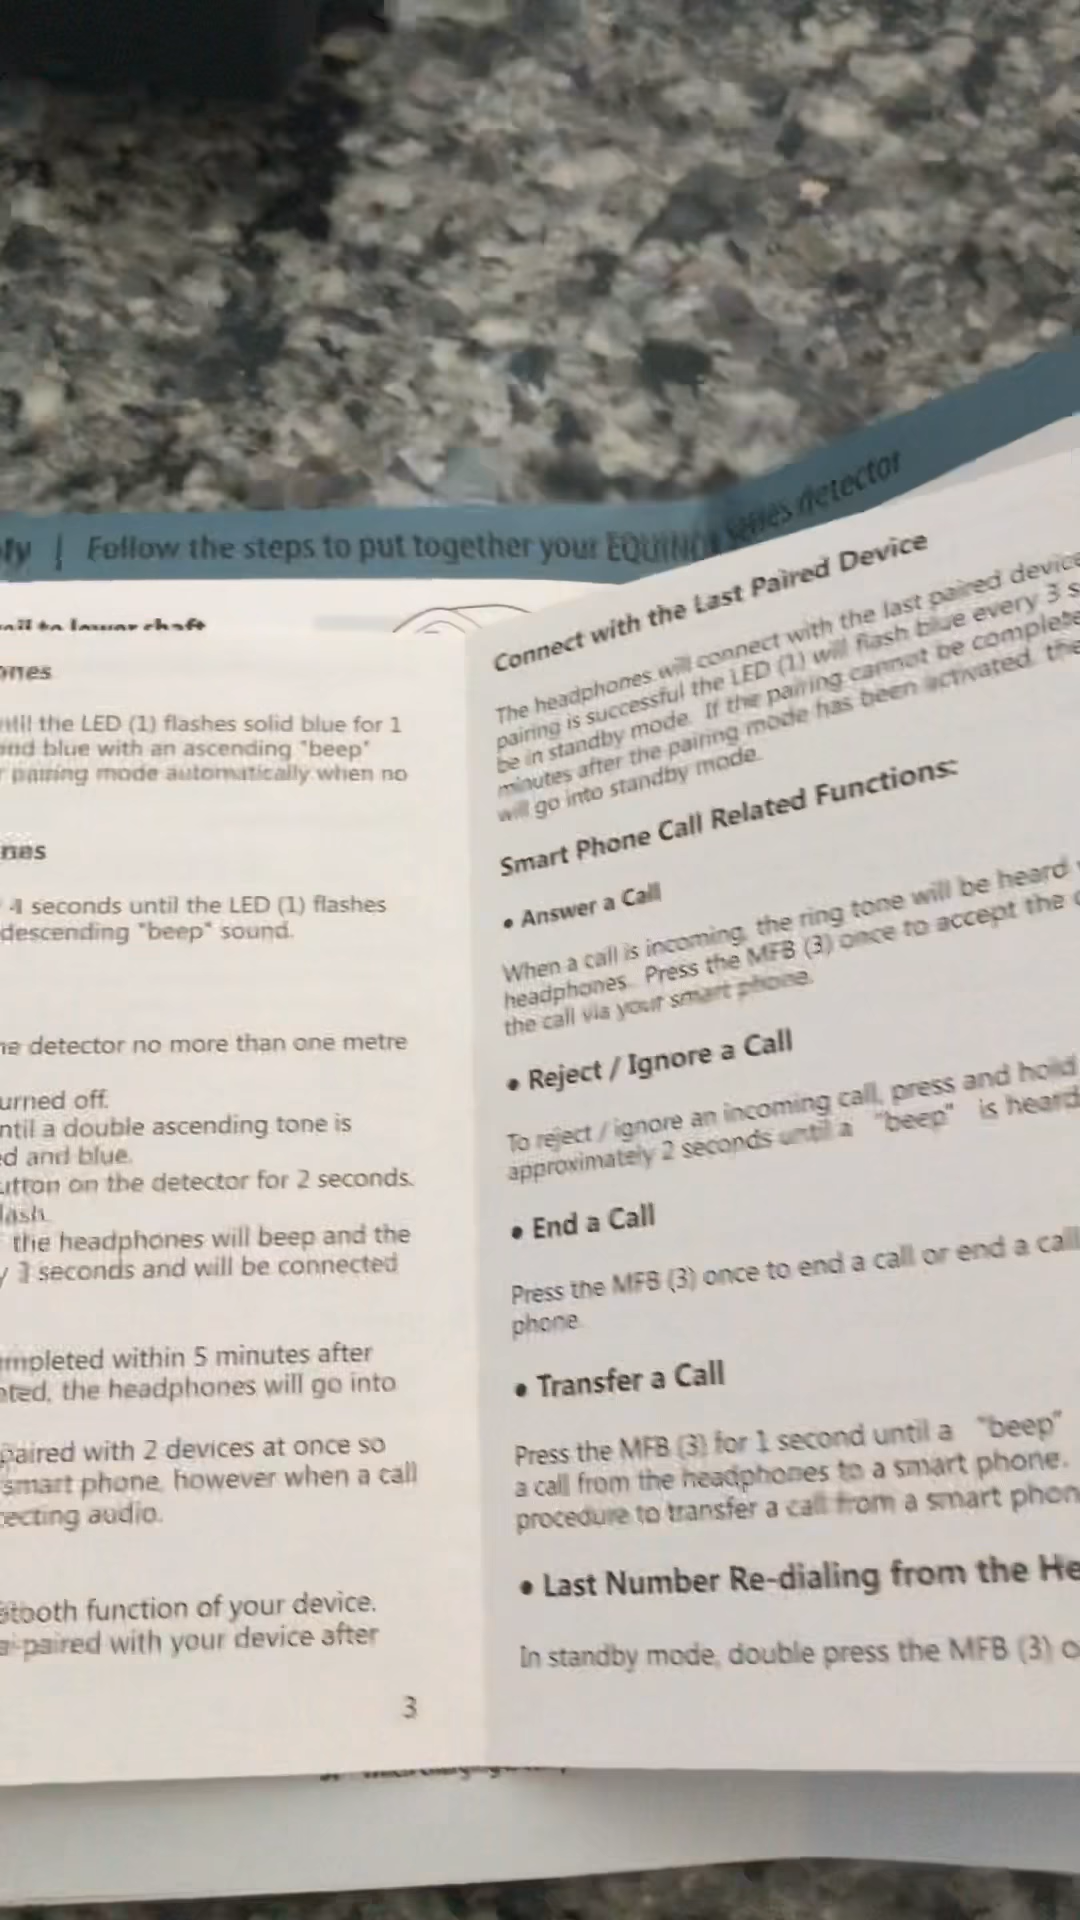 Follow the steps to put together your EQUINOX series detector
to lower shaft
the LED (1) flashes solid blue for 1
blue with an ascending "beep"
pairing mode automatically when no
4 seconds until the LED (1) flashes
descending "beep" sound.
detector no more than one metre
off.
a double ascending tone is
and blue.
on the detector for 2 seconds.
the headphones will beep and the
3 seconds and will be connected
within 5 minutes after
the headphones will go into
paired with 2 devices at once so
smart phone, however when a call
audio.
function of your device.
paired with your device after
3
Connect with the Last Paired Device
The headphones will connect with the last paired device
pairing is successful the LED (1) will flash blue every 3 s
be in standby mode. If the pairing cannot be complete
minutes after the pairing mode has been activated, the
will go into standby mode.
Smart Phone Call Related Functions:
• Answer a Call
When a call is incoming, the ring tone will be heard
headphones. Press the MFB (3) once to accept the
the call via your smart phone.
• Reject / Ignore a Call
To reject / ignore an incoming call, press and hold
approximately 2 seconds until a "beep" is heard
• End a Call
Press the MFB (3) once to end a call or end a call
phone.
• Transfer a Call
Press the MFB (3) for 1 second until a "beep"
a call from the headphones to a smart phone.
procedure to transfer a call from a smart phon
• Last Number Re-dialing from the He
In standby mode, double press the MFB (3) o